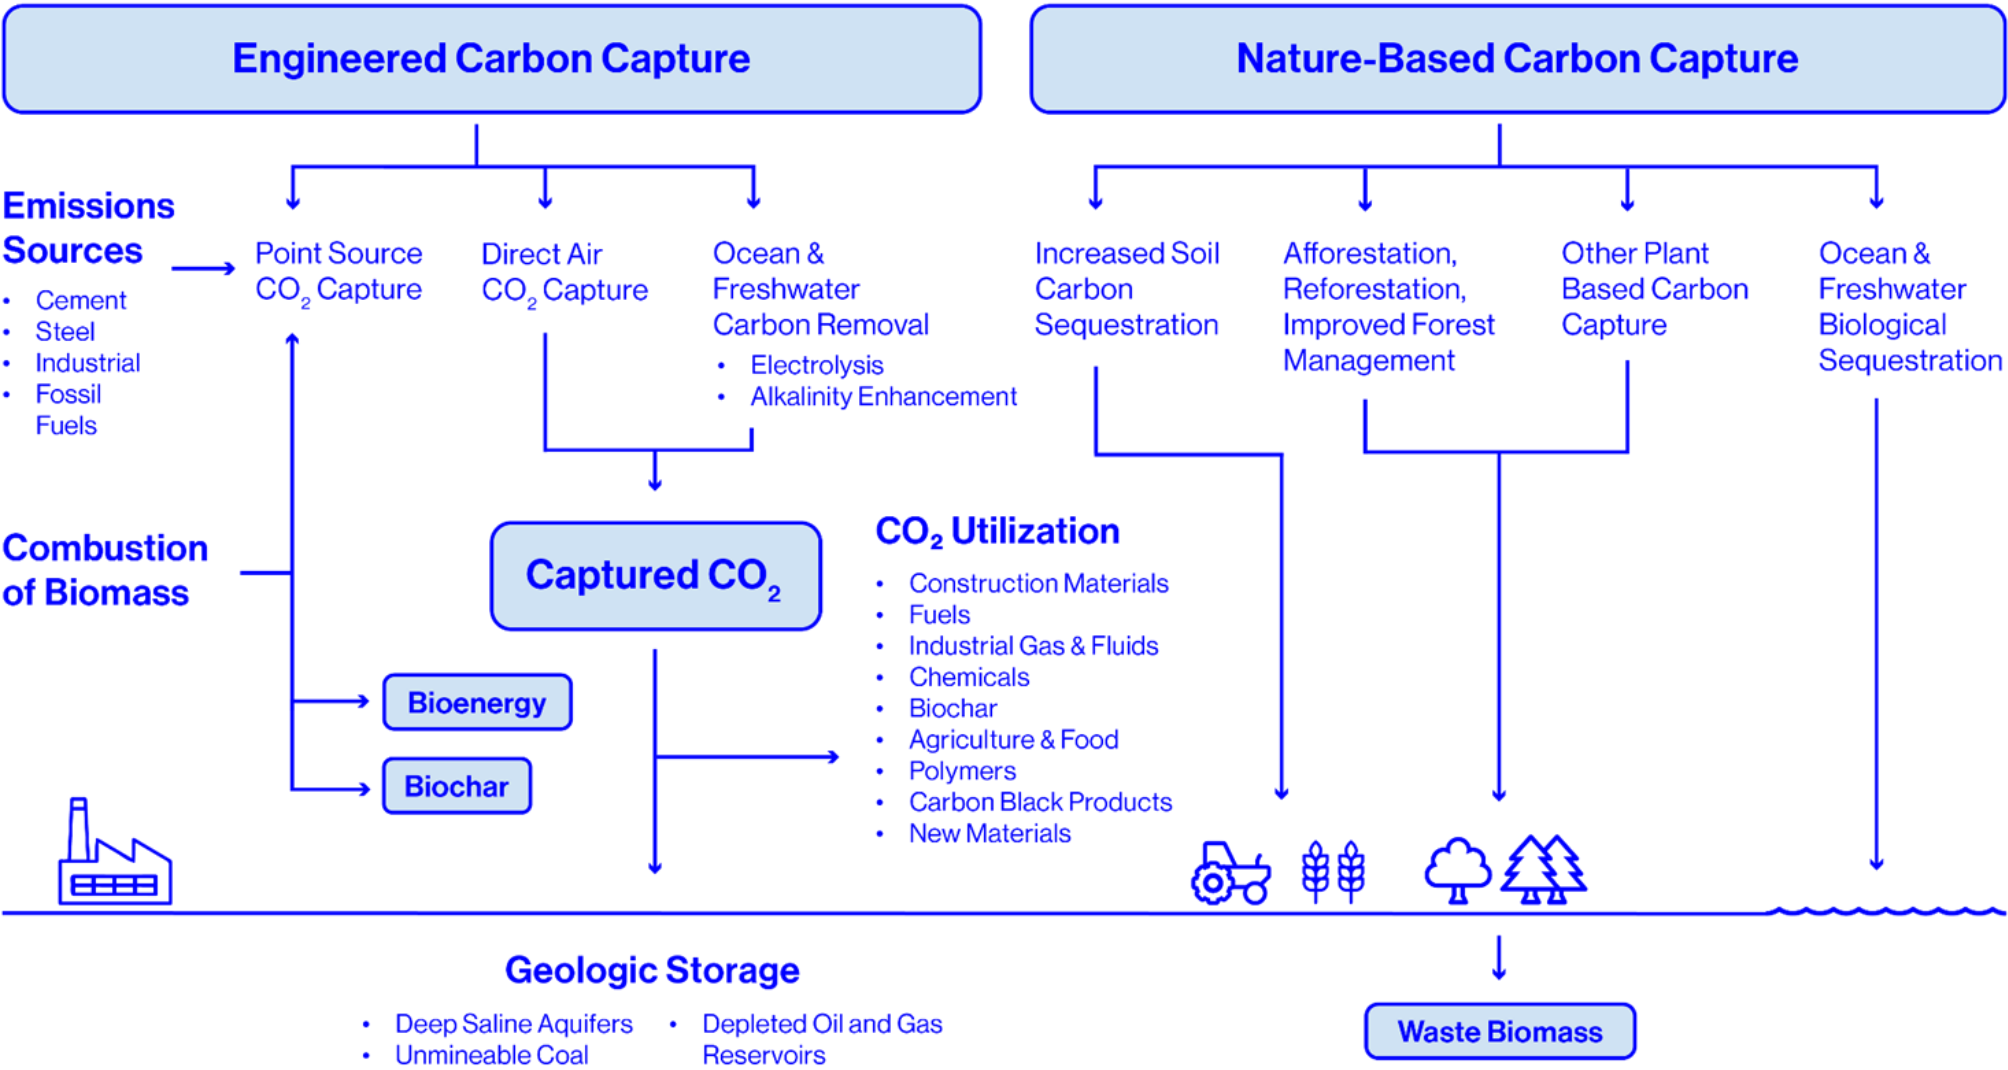 Engineered Carbon Capture
Nature-Based Carbon Capture
Emissions
Sources
• Cement
• Steel
• Industrial
• Fossil
Fuels
Point Source
CO₂ Capture
Direct Air
CO₂ Capture
Ocean &
Freshwater
Carbon Removal
• Electrolysis
• Alkalinity Enhancement
Increased Soil
Carbon
Sequestration
Afforestation,
Reforestation,
Improved Forest
Management
Other Plant
Based Carbon
Capture
Ocean &
Freshwater
Biological
Sequestration
Combustion
of Biomass
Captured CO₂
Bioenergy
Biochar
CO₂ Utilization
• Construction Materials
• Fuels
• Industrial Gas & Fluids
• Chemicals
• Biochar
• Agriculture & Food
• Polymers
• Carbon Black Products
• New Materials
Geologic Storage
• Deep Saline Aquifers
• Unmineable Coal
• Depleted Oil and Gas
Reservoirs
Waste Biomass